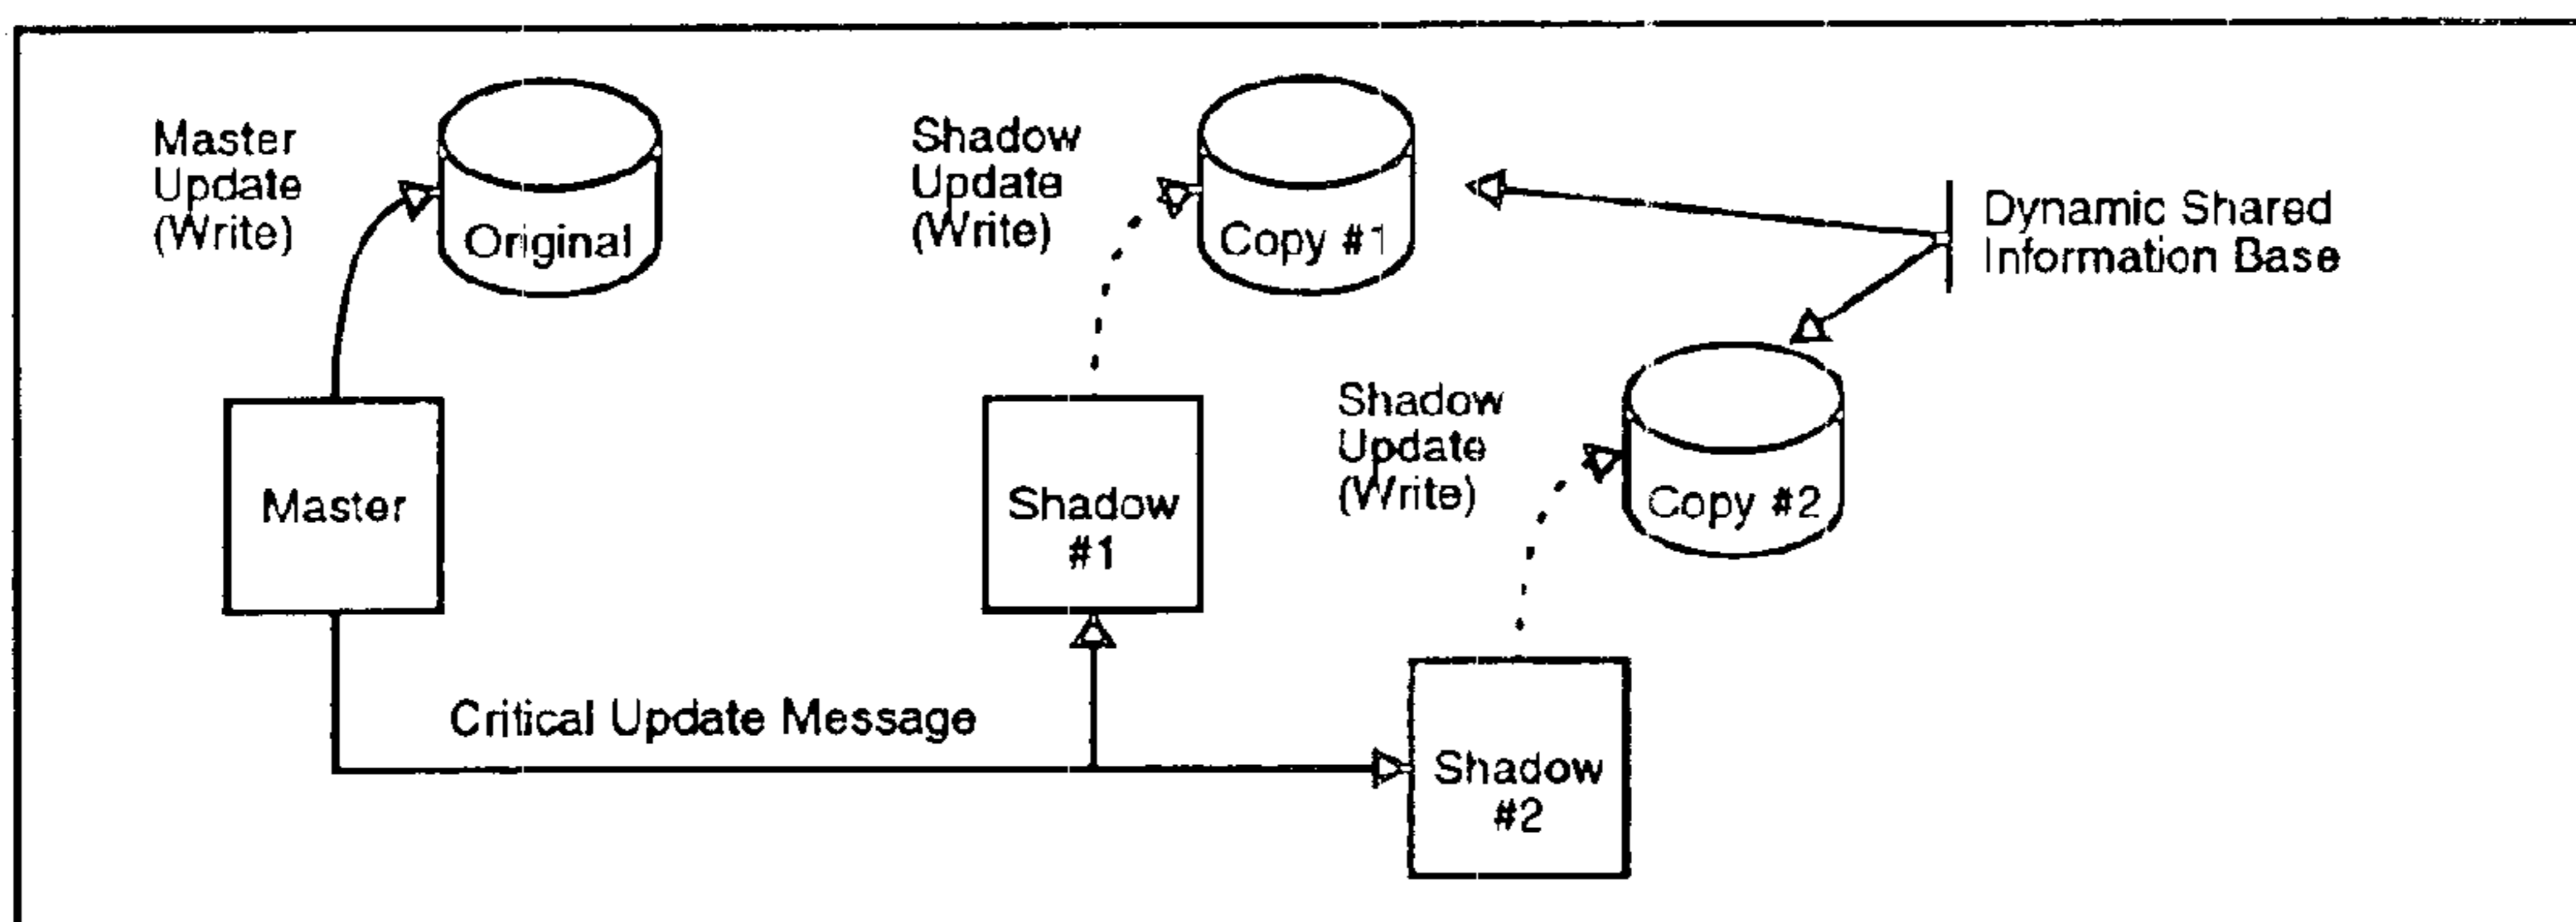 Master
Update
(Write)
Original
Shadow
Update
(Write)
Copy #1
Dynamic Shared
Information Base
Master
Shadow
#1
Shadow
Update
(Write)
Copy #2
Critical Update Message
Shadow
#2